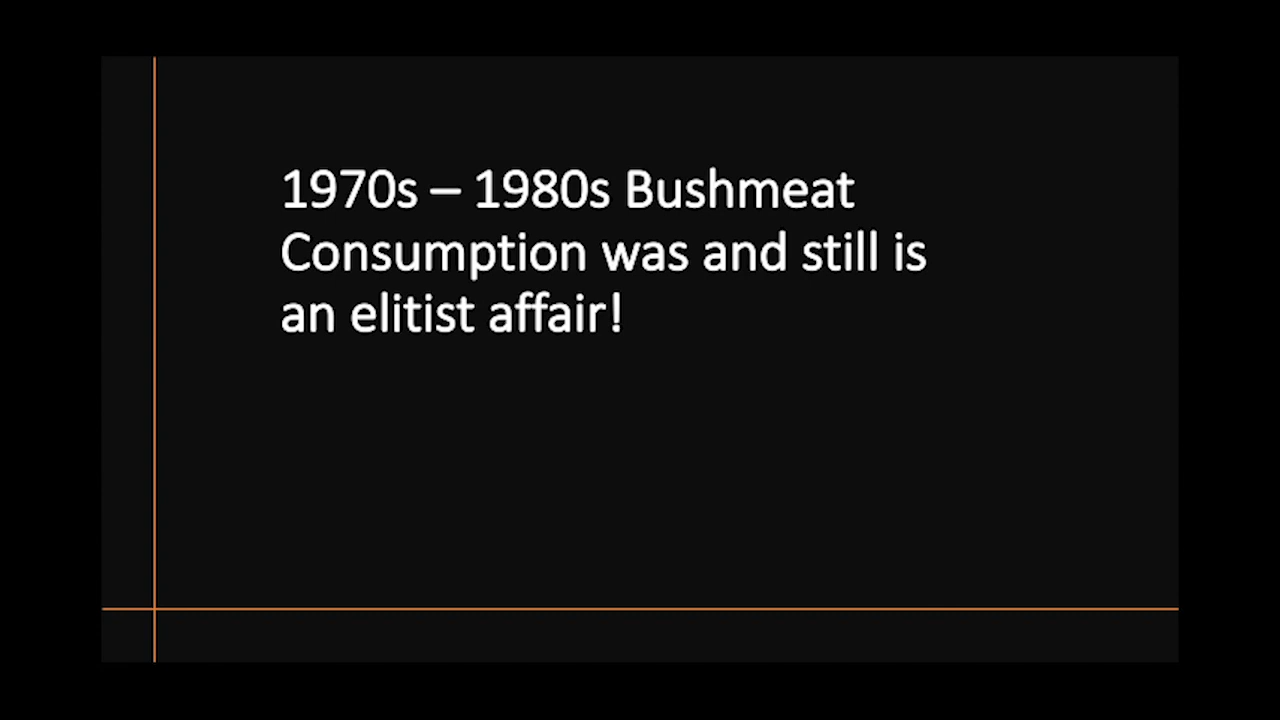 1970s – 1980s Bushmeat
Consumption was and still is
an elitist affair!